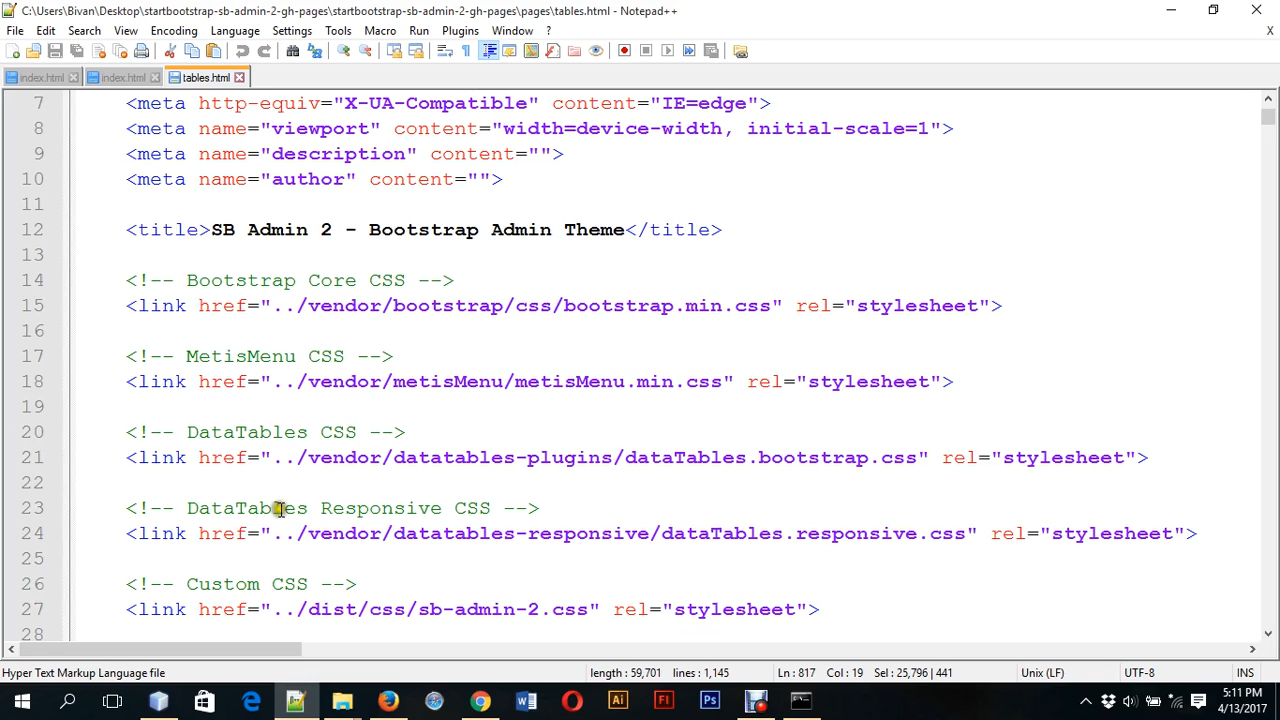 C:\Users\Bivan\Desktop\startbootstrap-sb-admin-2-gh-pages\startbootstrap-sb-admin-2-gh-pages\pages\tables.html - Notepad++
File Edit Search View Encoding Language Settings Tools Macro Run Plugins Window ? X
index.html index.html tables.html
7 <meta http-equiv="X-UA-Compatible" content="IE=edge">
8 <meta name="viewport" content="width=device-width, initial-scale=1">
9 <meta name="description" content="">
10 <meta name="author" content="">
11
12 <title>SB Admin 2 - Bootstrap Admin Theme</title>
13
14 <!-- Bootstrap Core CSS -->
15 <link href="../vendor/bootstrap/css/bootstrap.min.css" rel="stylesheet">
16
17 <!-- MetisMenu CSS -->
18 <link href="../vendor/metisMenu/metisMenu.min.css" rel="stylesheet">
19
20 <!-- DataTables CSS -->
21 <link href="../vendor/datatables-plugins/dataTables.bootstrap.css" rel="stylesheet">
22
23 <!-- DataTables Responsive CSS -->
24 <link href="../vendor/datatables-responsive/dataTables.responsive.css" rel="stylesheet">
25
26 <!-- Custom CSS -->
27 <link href="../dist/css/sb-admin-2.css" rel="stylesheet">
28
Hyper Text Markup Language file length : 59,701 lines : 1,145 Ln : 817 Col : 19 Sel : 25,796 | 441 Unix (LF) UTF-8 INS
Ai Fl Ps 5:11 PM
4/13/2017